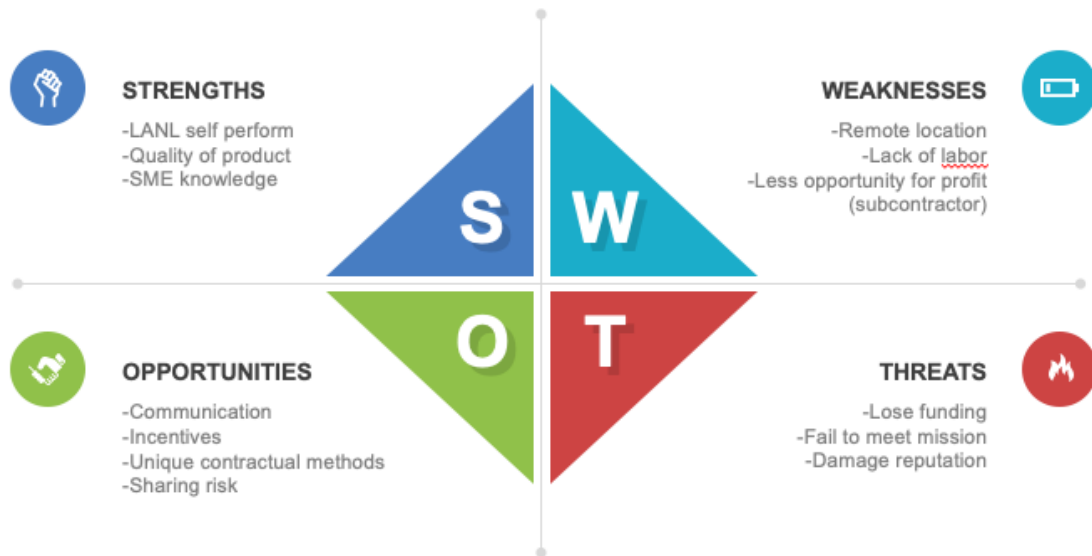 STRENGTHS
-LANL self perform
-Quality of product
-SME knowledge
WEAKNESSES
-Remote location
-Lack of labor
-Less opportunity for profit
(subcontractor)
S
W
O
T
OPPORTUNITIES
-Communication
-Incentives
-Unique contractual methods
-Sharing risk
THREATS
-Lose funding
-Fail to meet mission
-Damage reputation